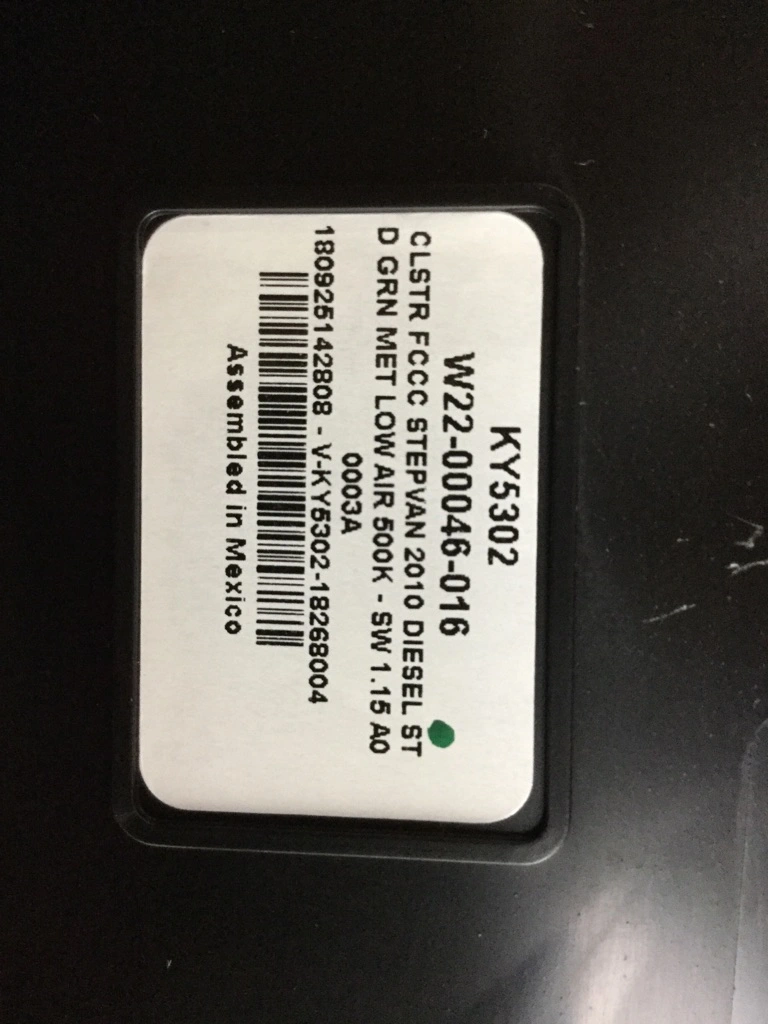 KY5302
W22-00046-016
CLSTR FCCC STEPVAN 2010 DIESEL ST
D GRN MET LOW AIR 500K - SW 1.15 A0
0003A
180925142808 - V-KY5302-18268004
Assembled in Mexico